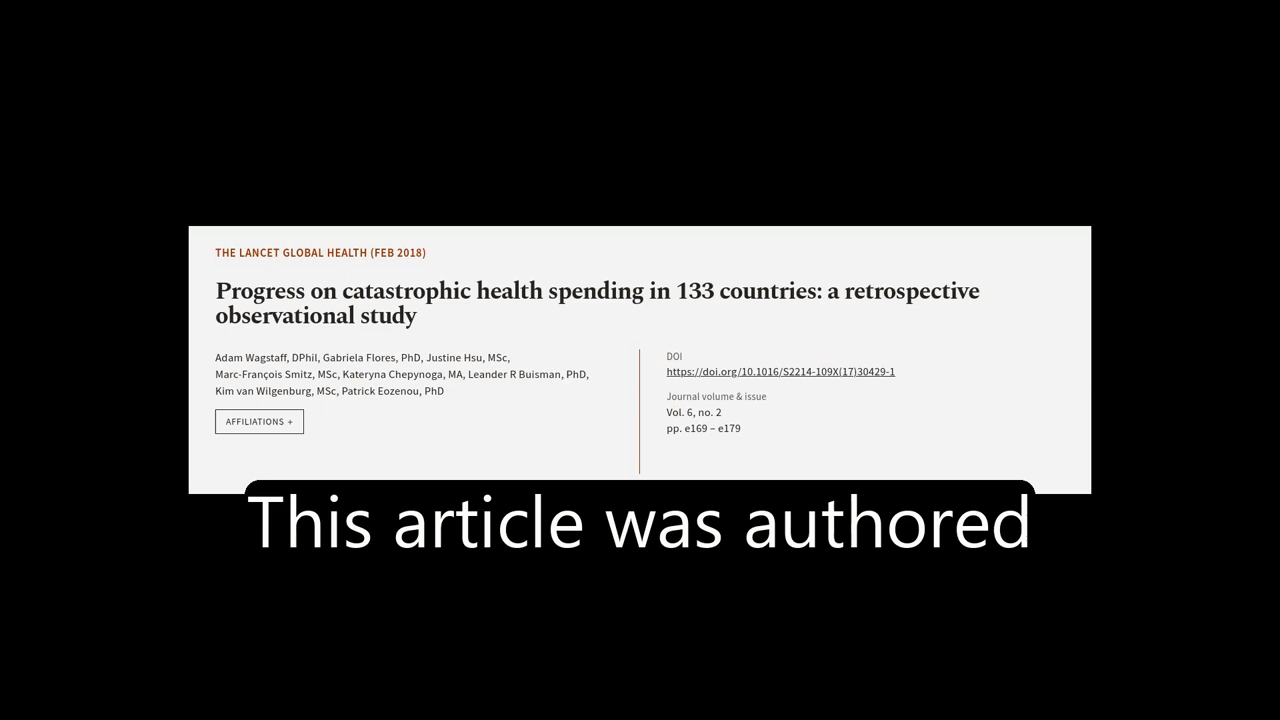 THE LANCET GLOBAL HEALTH (FEB 2018)
Progress on catastrophic health spending in 133 countries: a retrospective
observational study
Adam Wagstaff, DPhil, Gabriela Flores, PhD, Justine Hsu, MSc,
Marc-François Smitz, MSc, Kateryna Chepynoga, MA, Leander R Buisman, PhD,
Kim van Wilgenburg, MSc, Patrick Eozenou, PhD
AFFILIATIONS +
DOI
https://doi.org/10.1016/S2214-109X(17)30429-1
Journal volume & issue
Vol. 6, no. 2
pp. e169 – e179
This article was authored